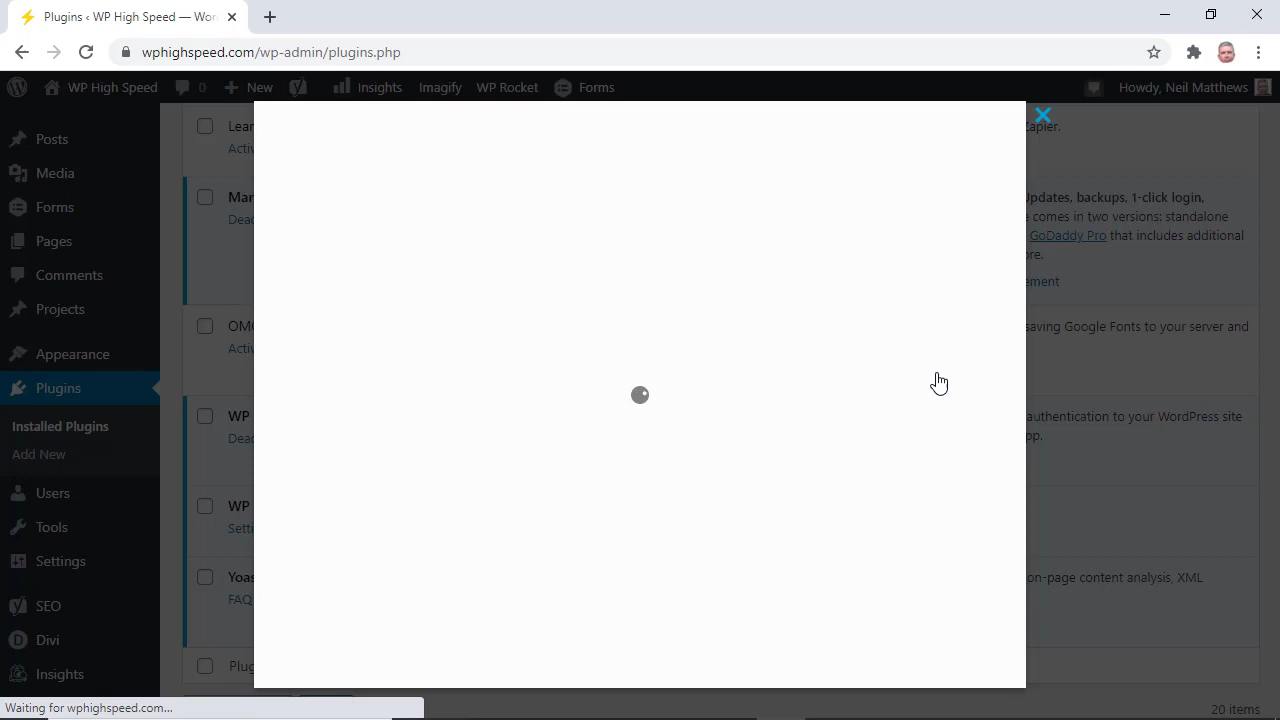 Plugins ‹ WP High Speed — Wor
wphighspeed.com/wp-admin/plugins.php
WP High Speed
0
New
Insights
Imagify
WP Rocket
Forms
Howdy, Neil Matthews
Posts
Media
Forms
Pages
Comments
Projects
Appearance
Plugins
Installed Plugins
Add New
Users
Tools
Settings
SEO
Divi
Insights
Lear
Activ
Zapier.
Man
Deac
Updates, backups, 1-click login,
comes in two versions: standalone
GoDaddy Pro that includes additional
re.
ement
OMG
Activ
saving Google Fonts to your server and
WP
Deac
authentication to your WordPress site
pp.
WP
Setti
Yoas
FAQ
on-page content analysis, XML
Plug
20 items
Waiting for wphighspeed.com...